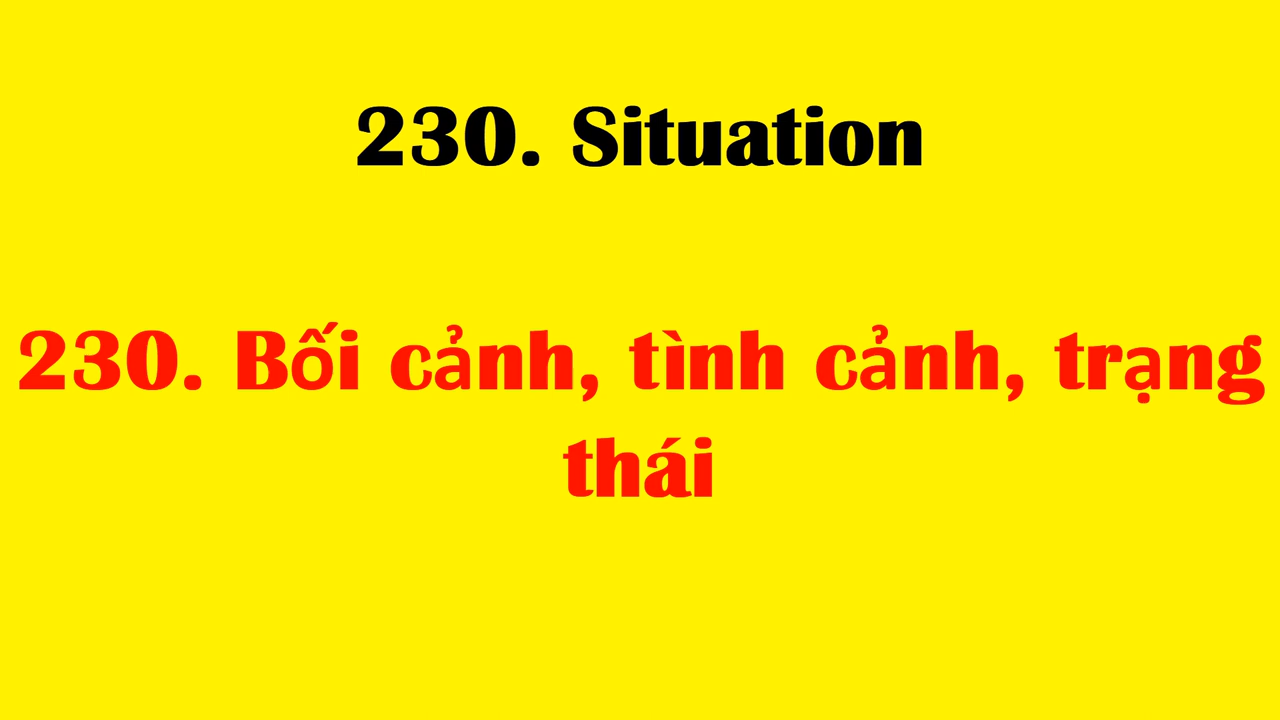 230. Situation
230. Bối cảnh, tình cảnh, trạng
thái